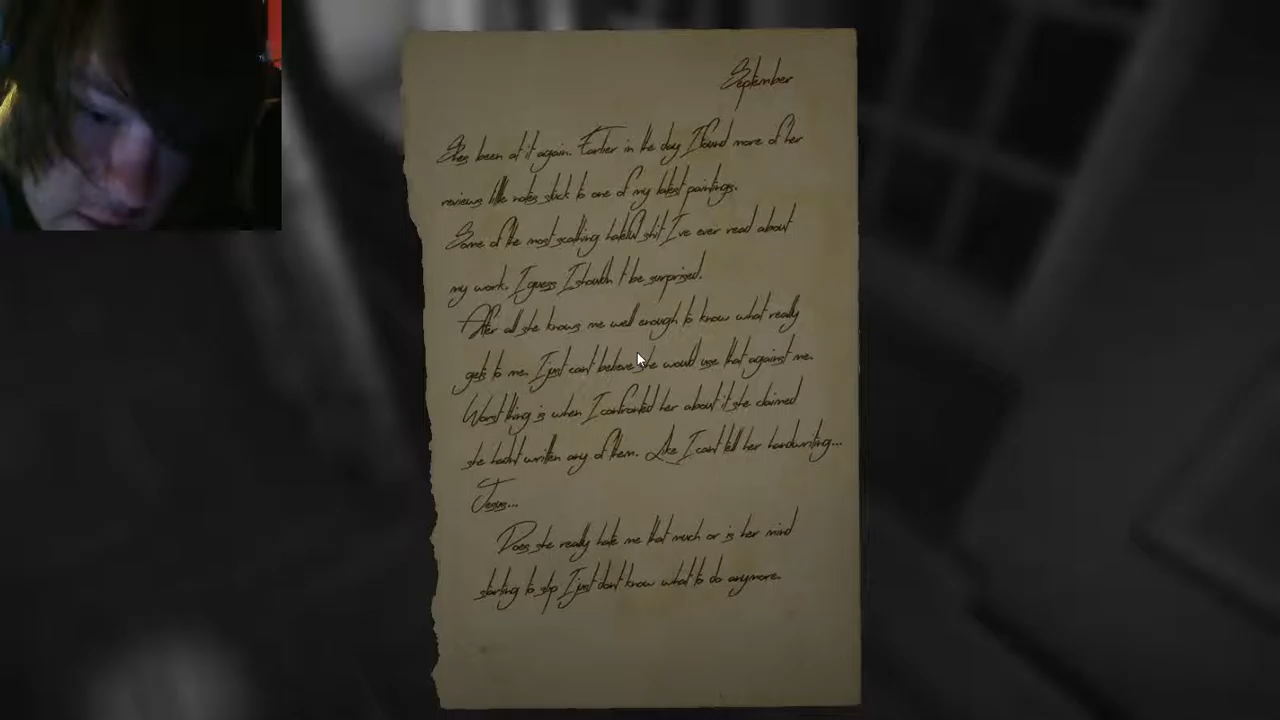 September
Shes been at it again. Earlier in the day I found more of her
reviews little notes stuck to one of my latest paintings.
Some of the most scathing hateful shit I've ever read about
my work. I guess I shouldn't be surprised.
After all she knows me well enough to know what really
gets to me. I just can't believe she would use that against me.
Worst thing is when I confronted her about it she claimed
she hadnt written any of them. Like I cant tell her handwriting...
Jesus...
Does she really hate me that much or is her mind
starting to slip I just dont know what to do anymore.